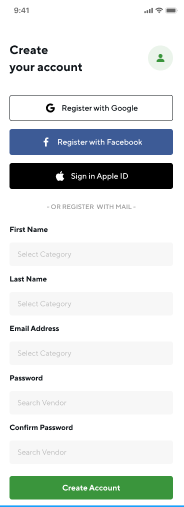 9:41
Create
your account
Register with Google
Register with Facebook
Sign in Apple ID
- OR REGISTER WITH MAIL -
First Name
Select Category
Last Name
Select Category
Email Address
Select Category
Password
Search Vendor
Confirm Password
Search Vendor
Create Account